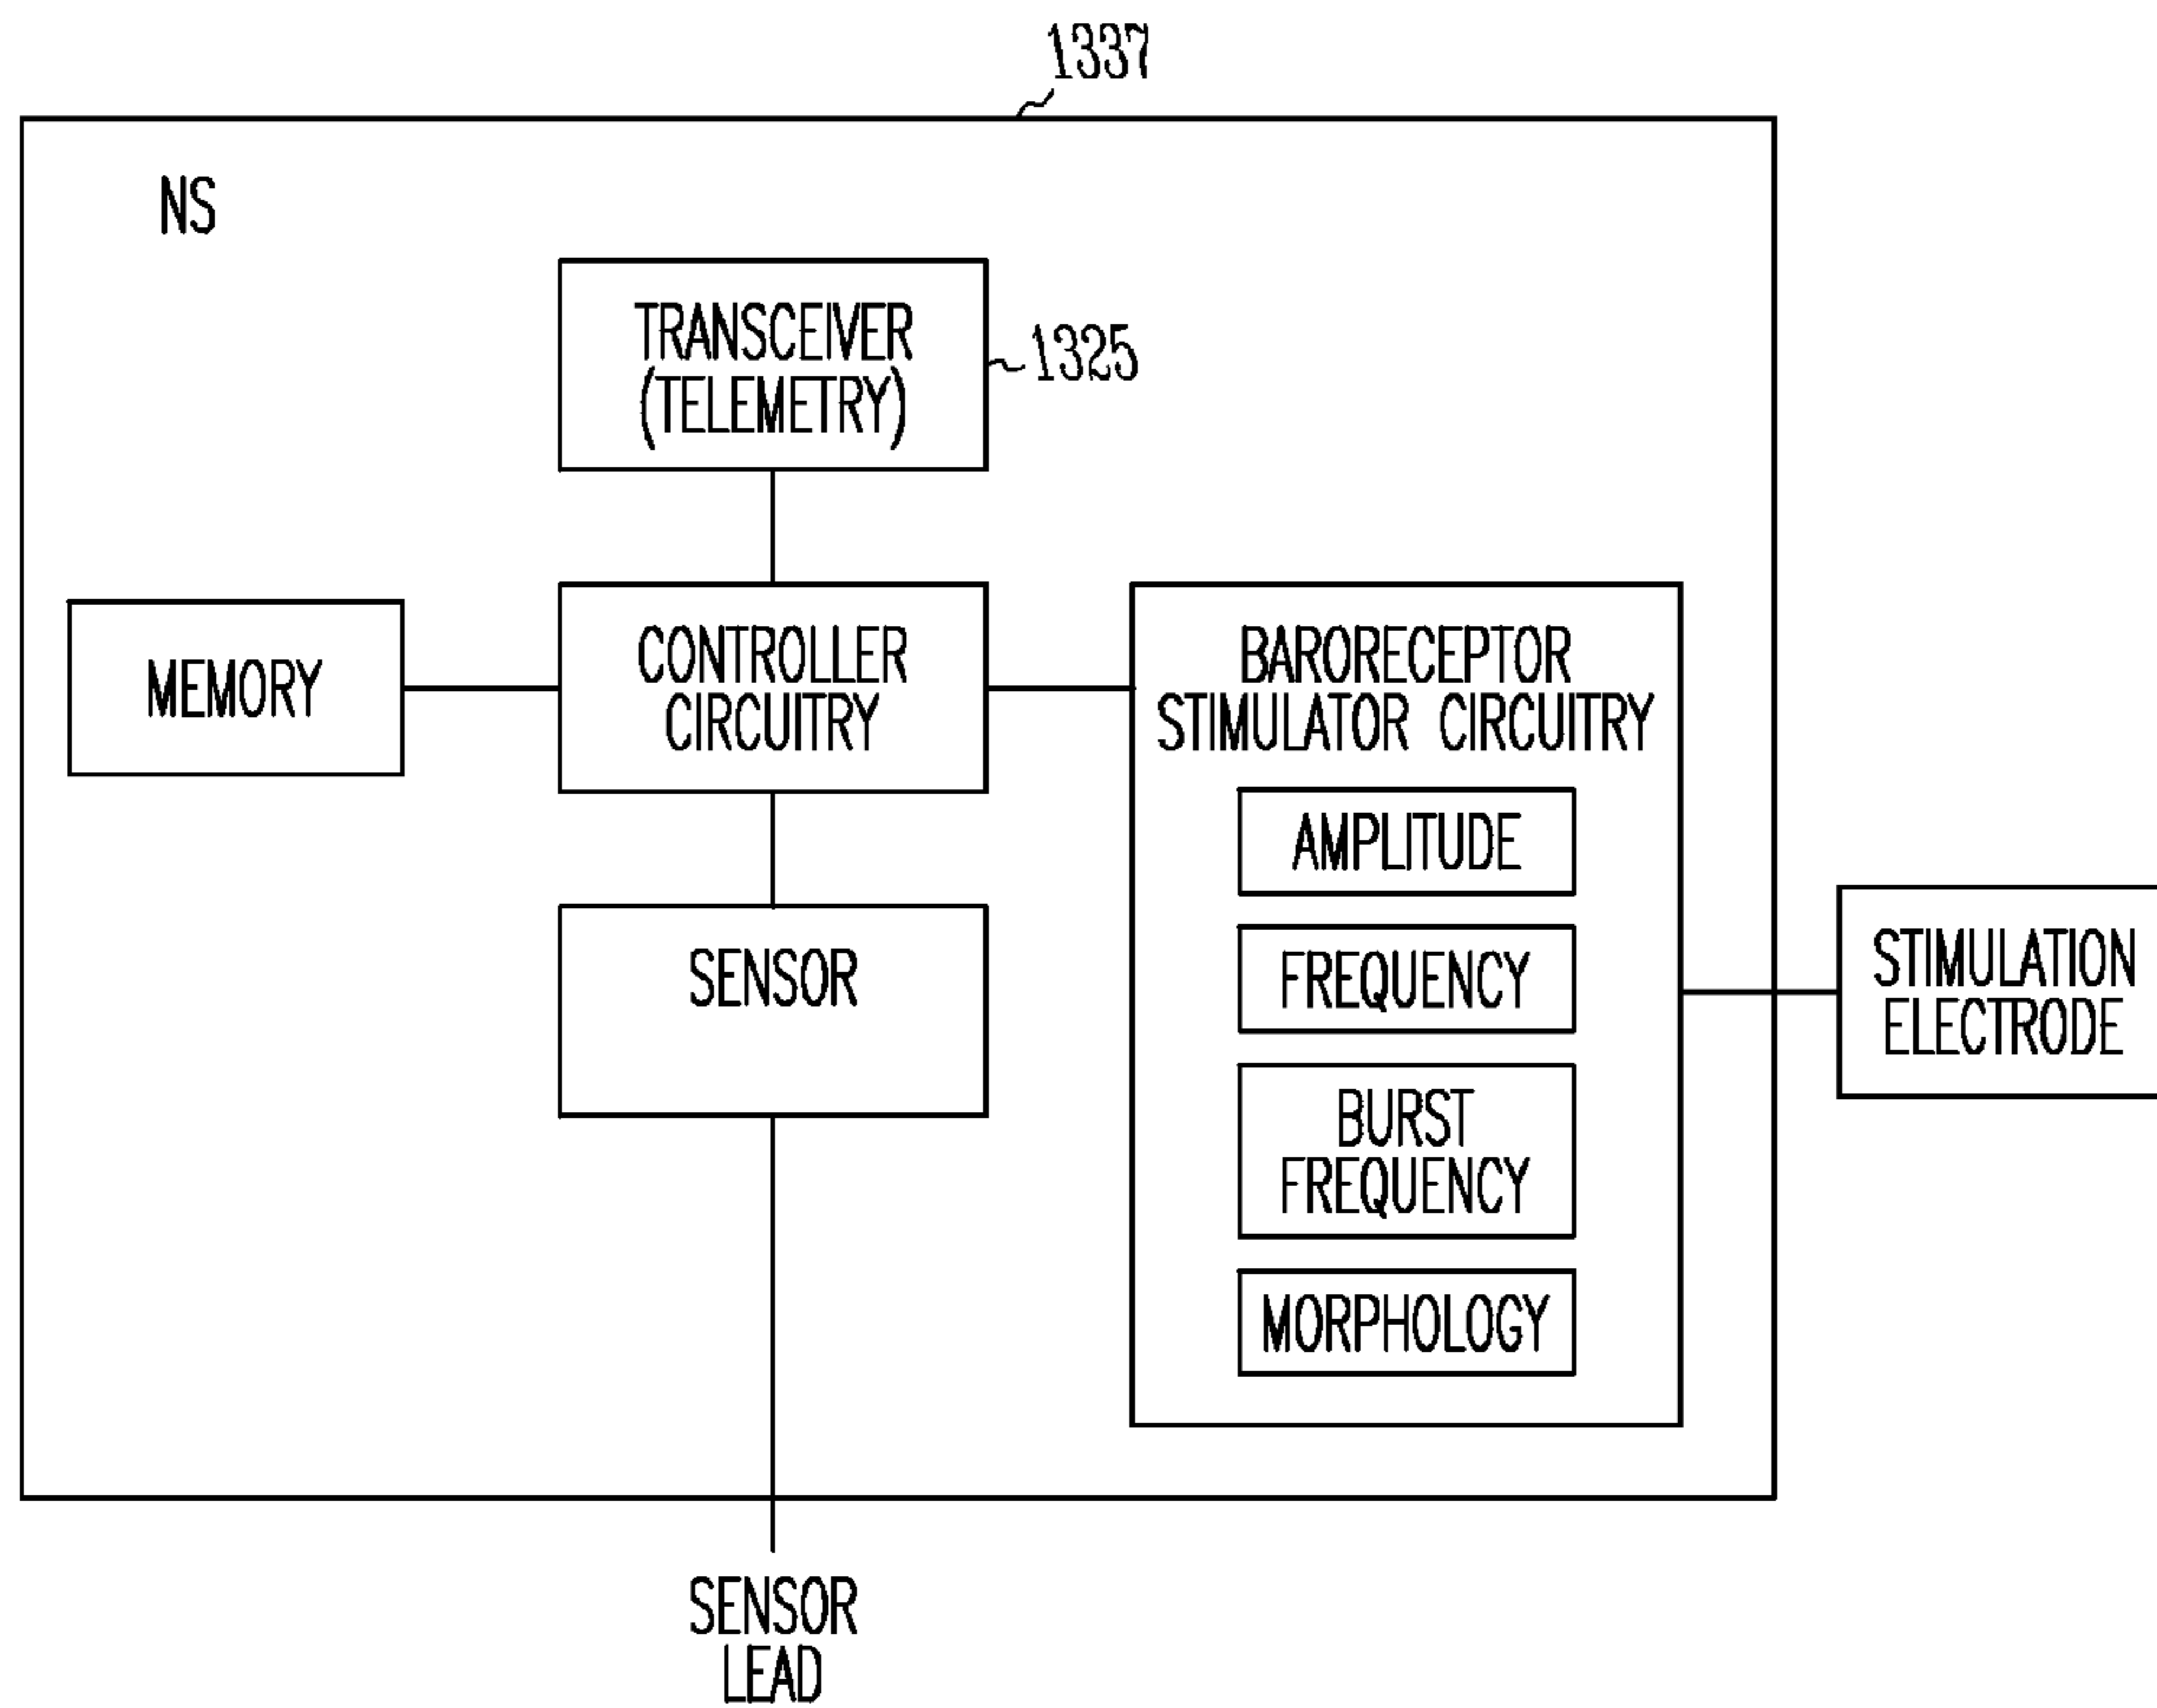 1337
NS
TRANSCEIVER
(TELEMETRY)
1325
MEMORY
CONTROLLER
CIRCUITRY
BARORECEPTOR
STIMULATOR CIRCUITRY
AMPLITUDE
FREQUENCY
BURST
FREQUENCY
MORPHOLOGY
SENSOR
STIMULATION
ELECTRODE
SENSOR
LEAD